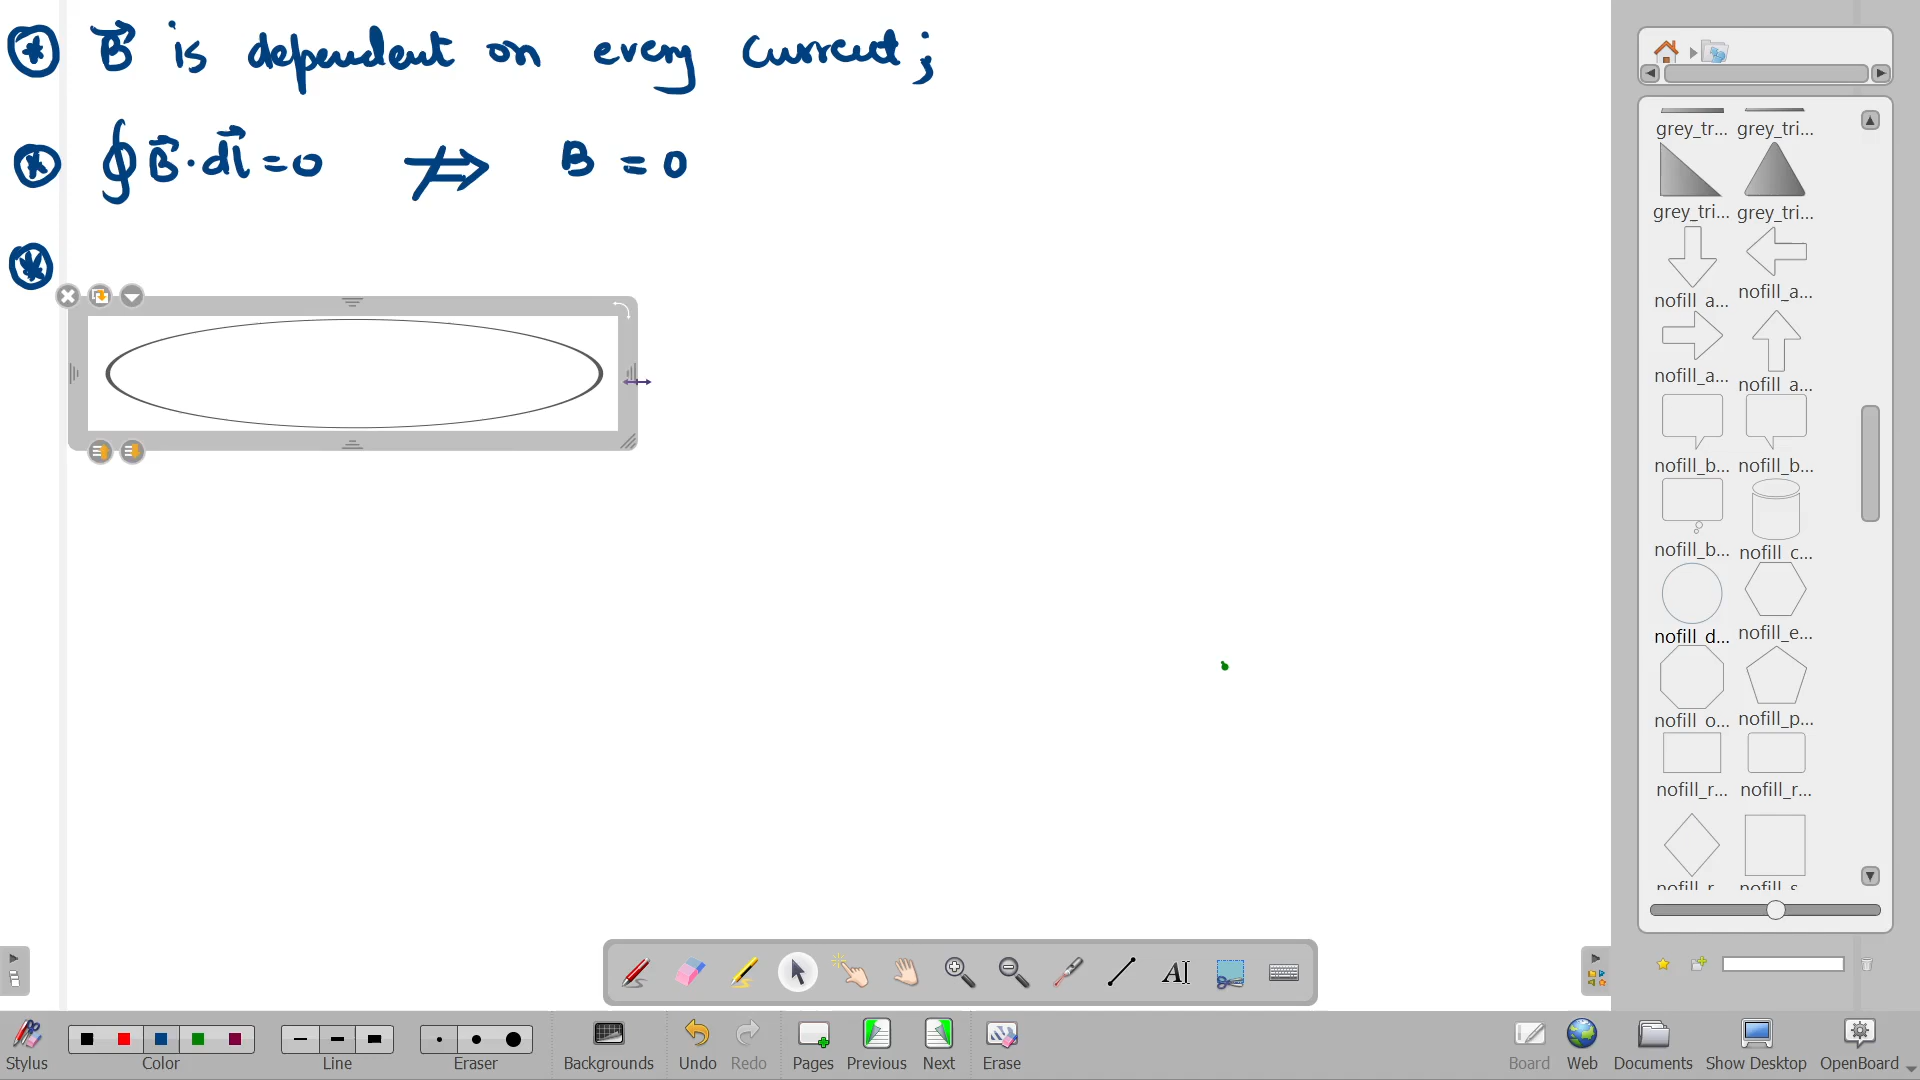 ⊛ B⃗ is dependent on every current;
⊛ ∮B⃗·dl⃗=0 ⇏ B = 0
⊛
grey_tr... grey_tri...
grey_tri... grey_tri...
nofill_a... nofill_a...
nofill_a... nofill_a...
nofill_b... nofill_b...
nofill_b... nofill_c...
nofill_d... nofill_e...
nofill_o... nofill_p...
nofill_r... nofill_r...
nofill_r... nofill_s...
Stylus Color Line Eraser Backgrounds Undo Redo Pages Previous Next Erase Board Web Documents Show Desktop OpenBoard